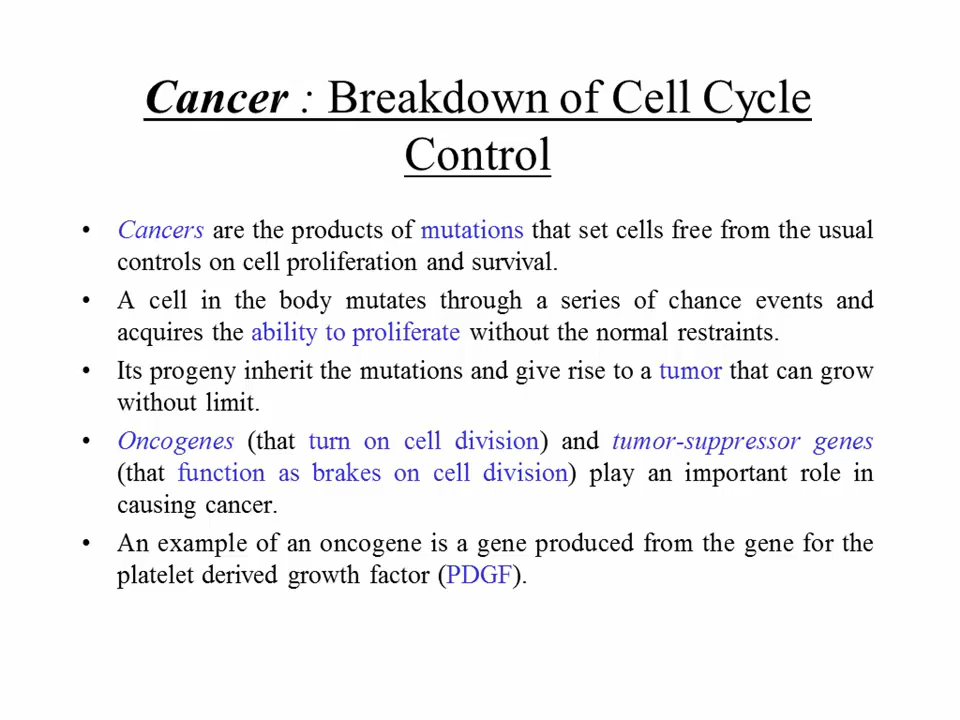 Cancer : Breakdown of Cell Cycle
Control
• Cancers are the products of mutations that set cells free from the usual
controls on cell proliferation and survival.
• A cell in the body mutates through a series of chance events and
acquires the ability to proliferate without the normal restraints.
• Its progeny inherit the mutations and give rise to a tumor that can grow
without limit.
• Oncogenes (that turn on cell division) and tumor-suppressor genes
(that function as brakes on cell division) play an important role in
causing cancer.
• An example of an oncogene is a gene produced from the gene for the
platelet derived growth factor (PDGF).